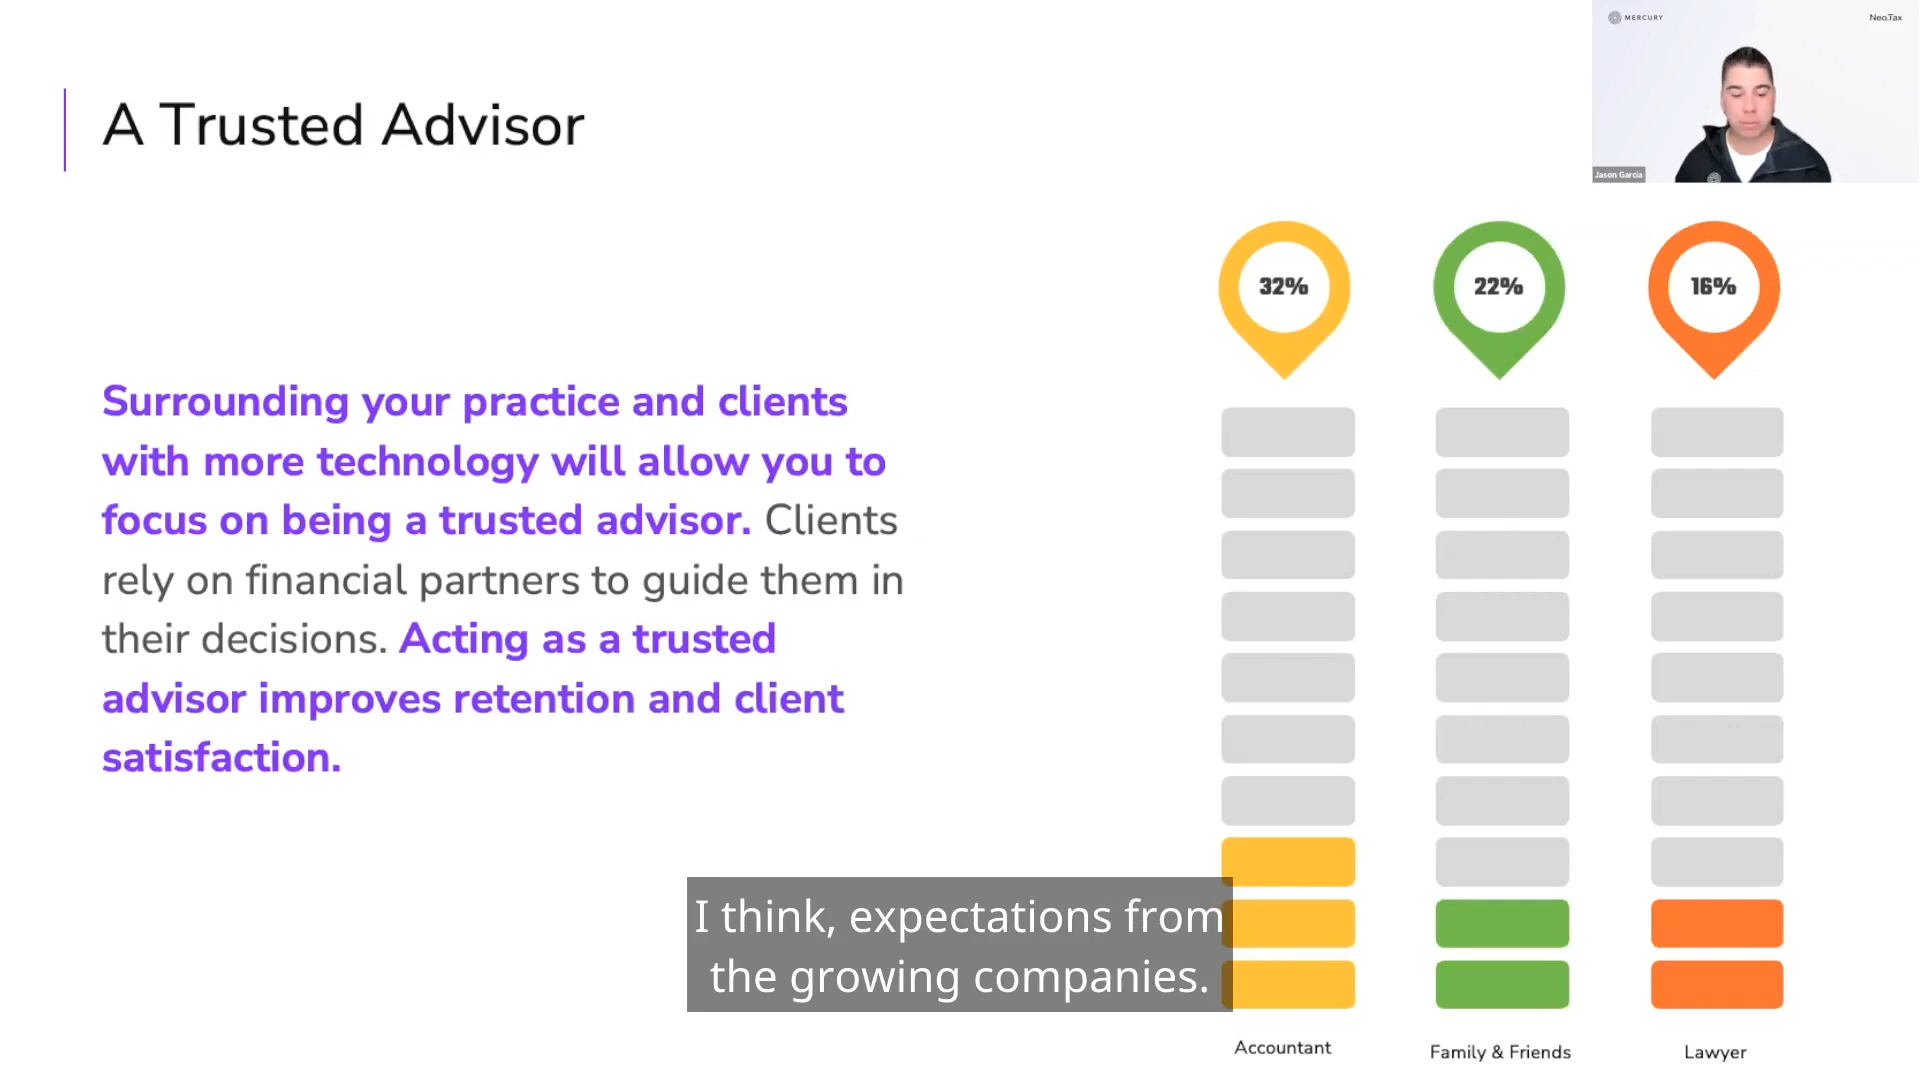 MERCURY
Neo.Tax
Jason Garcia
A Trusted Advisor
Surrounding your practice and clients
with more technology will allow you to
focus on being a trusted advisor. Clients
rely on financial partners to guide them in
their decisions. Acting as a trusted
advisor improves retention and client
satisfaction.
32%
22%
16%
I think, expectations from
the growing companies.
Accountant
Family & Friends
Lawyer